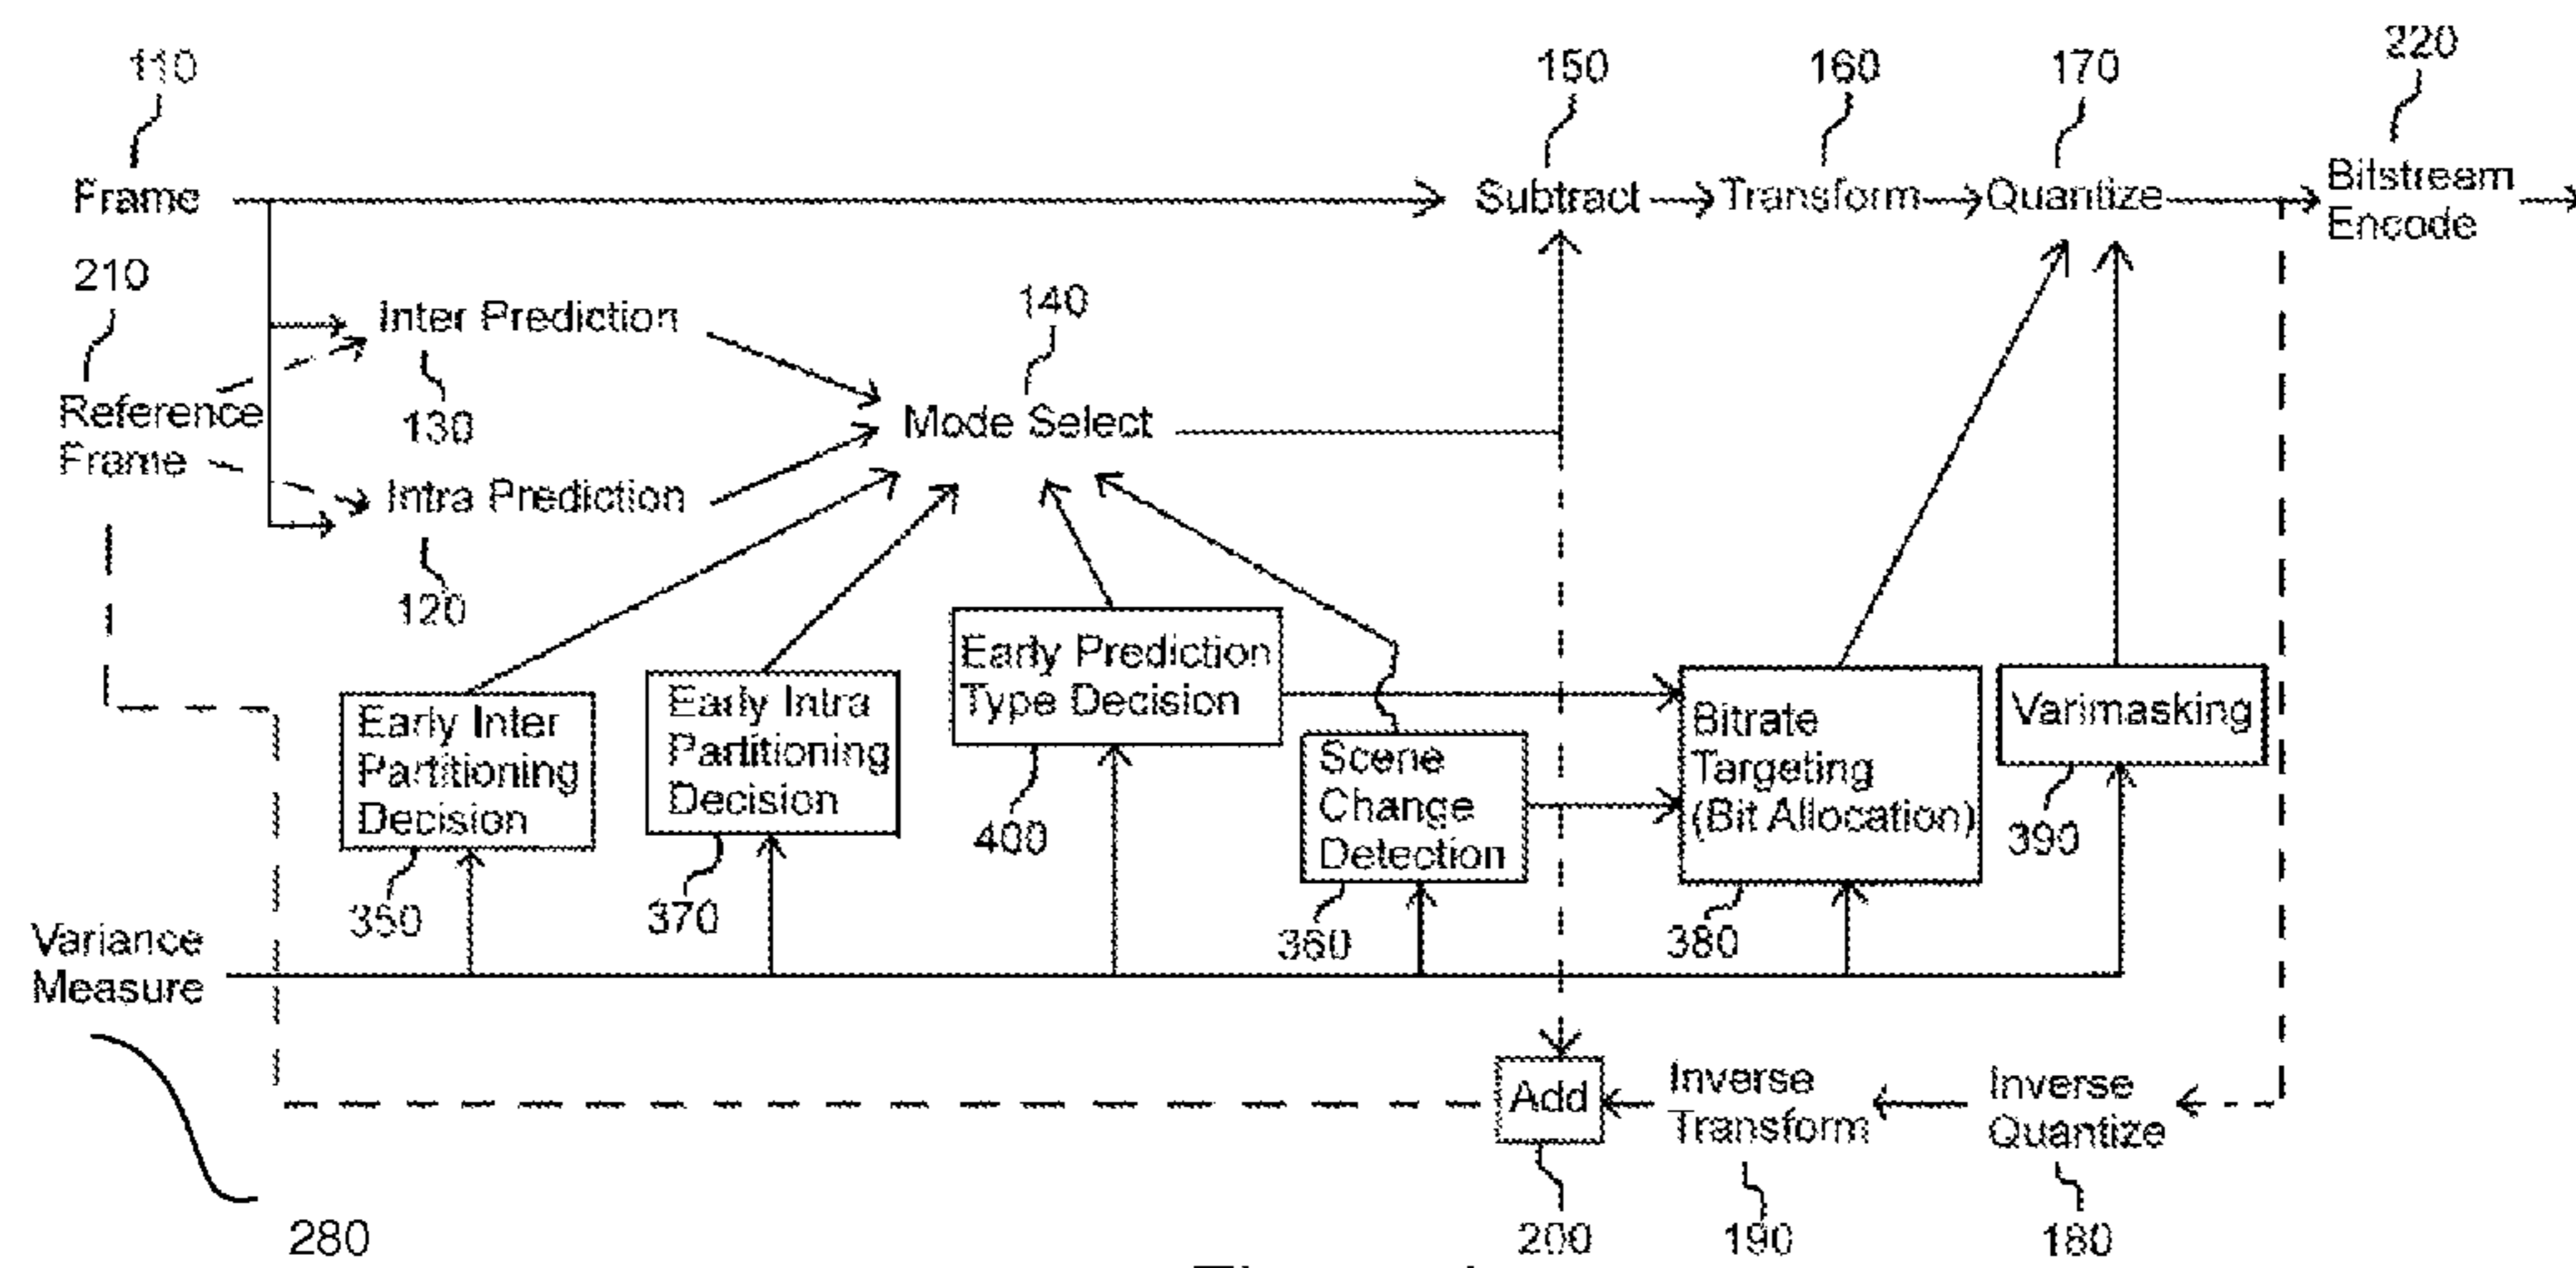 110
150
160
170
220
Frame
Subtract
Transform
Quantize
Bitstream
Encode
210
Inter Prediction
140
Reference
Frame
130
Mode Select
Intra Prediction
120
Early Prediction
Type Decision
Early Inter
Partitioning
Decision
Early Intra
Partitioning
Decision
Scene
Change
Detection
Bitrate
Targeting
(Bit Allocation)
Varimasking
400
390
350
370
360
380
Variance
Measure
Add
Inverse
Transform
Inverse
Quantize
280
200
190
180